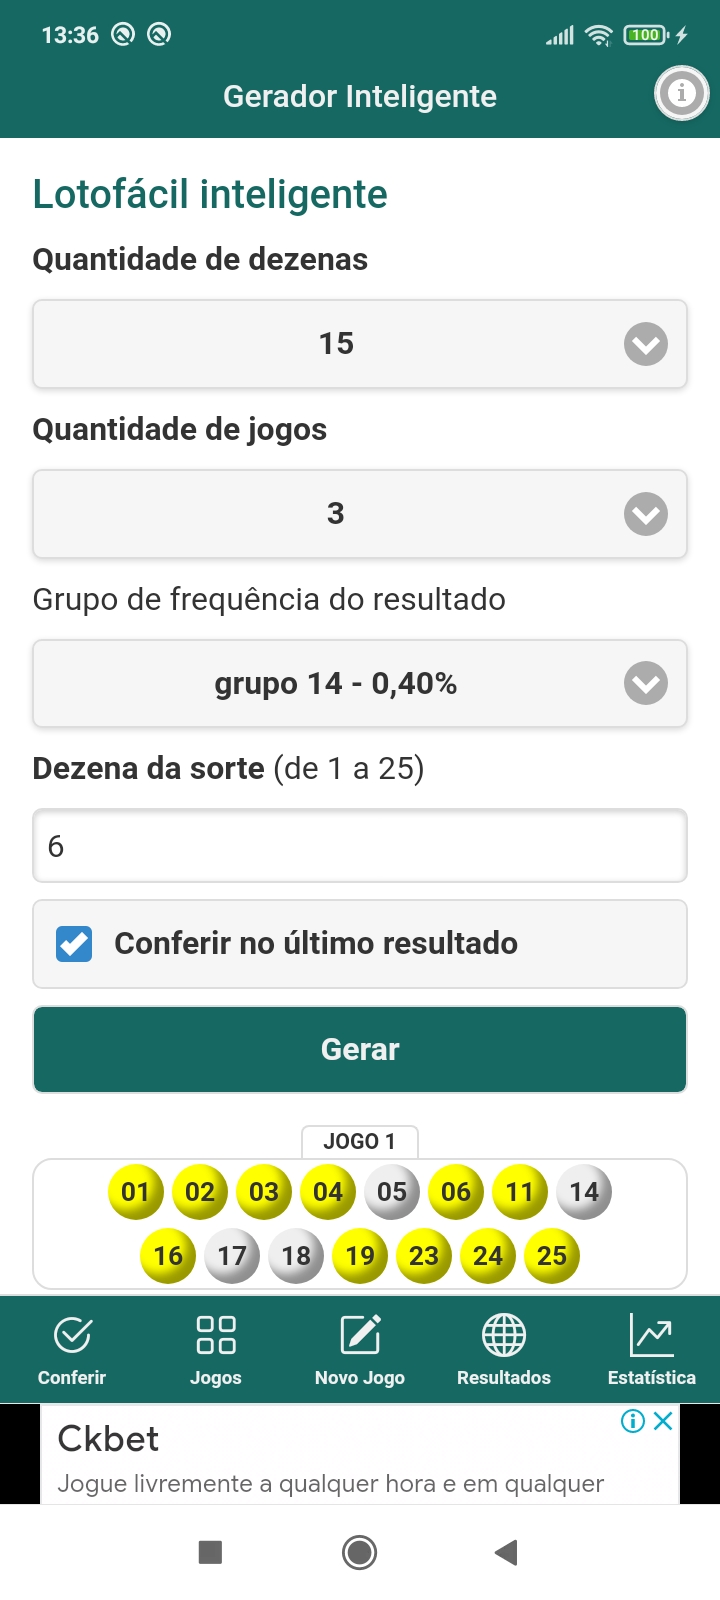 13:36
100
Gerador Inteligente
Lotofácil inteligente
Quantidade de dezenas
15
Quantidade de jogos
3
Grupo de frequência do resultado
grupo 14 - 0,40%
Dezena da sorte (de 1 a 25)
6
Conferir no último resultado
Gerar
JOGO 1
01 02 03 04 05 06 11 14
16 17 18 19 23 24 25
Conferir Jogos Novo Jogo Resultados Estatística
Ckbet
Jogue livremente a qualquer hora e em qualquer